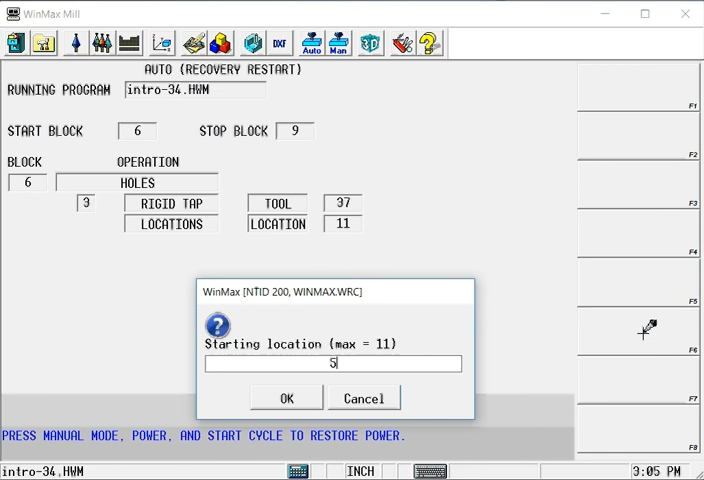 WinMax Mill
DXF
Auto
Man
3D
AUTO (RECOVERY RESTART)
RUNNING PROGRAM intro-34.HWM
START BLOCK 6 STOP BLOCK 9
BLOCK OPERATION
6 HOLES
3 RIGID TAP TOOL 37
LOCATIONS LOCATION 11
F1
F2
F3
F4
F5
F6
F7
F8
WinMax [NTID 200, WINMAX.WRC]
Starting location (max = 11)
5
OK Cancel
PRESS MANUAL MODE, POWER, AND START CYCLE TO RESTORE POWER.
intro-34.HWM INCH 3:05 PM